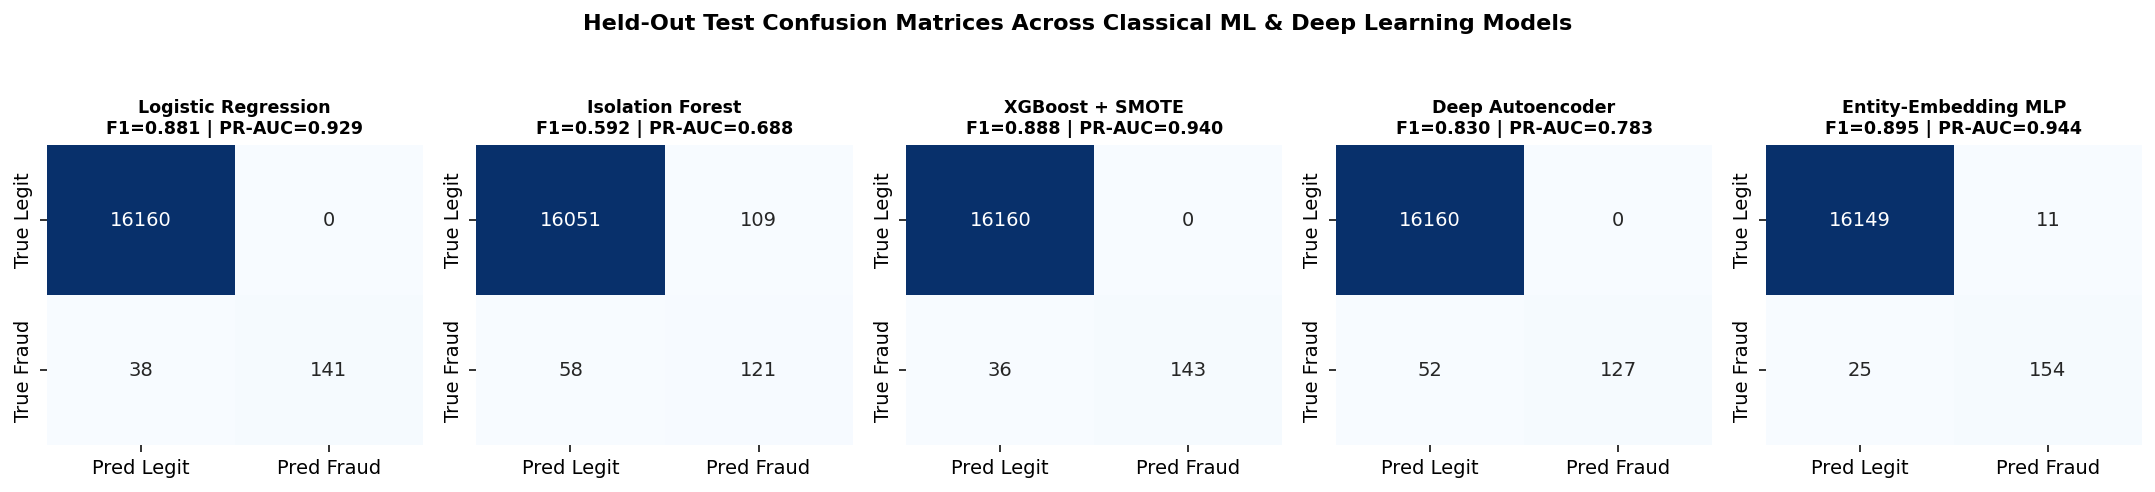 Held-Out Test Confusion Matrices Across Classical ML & Deep Learning Models
Logistic Regression
F1=0.881 | PR-AUC=0.929
True Legit
True Fraud
16160
0
38
141
Pred Legit
Pred Fraud
Isolation Forest
F1=0.592 | PR-AUC=0.688
True Legit
True Fraud
16051
109
58
121
Pred Legit
Pred Fraud
XGBoost + SMOTE
F1=0.888 | PR-AUC=0.940
True Legit
True Fraud
16160
0
36
143
Pred Legit
Pred Fraud
Deep Autoencoder
F1=0.830 | PR-AUC=0.783
True Legit
True Fraud
16160
0
52
127
Pred Legit
Pred Fraud
Entity-Embedding MLP
F1=0.895 | PR-AUC=0.944
True Legit
True Fraud
16149
11
25
154
Pred Legit
Pred Fraud